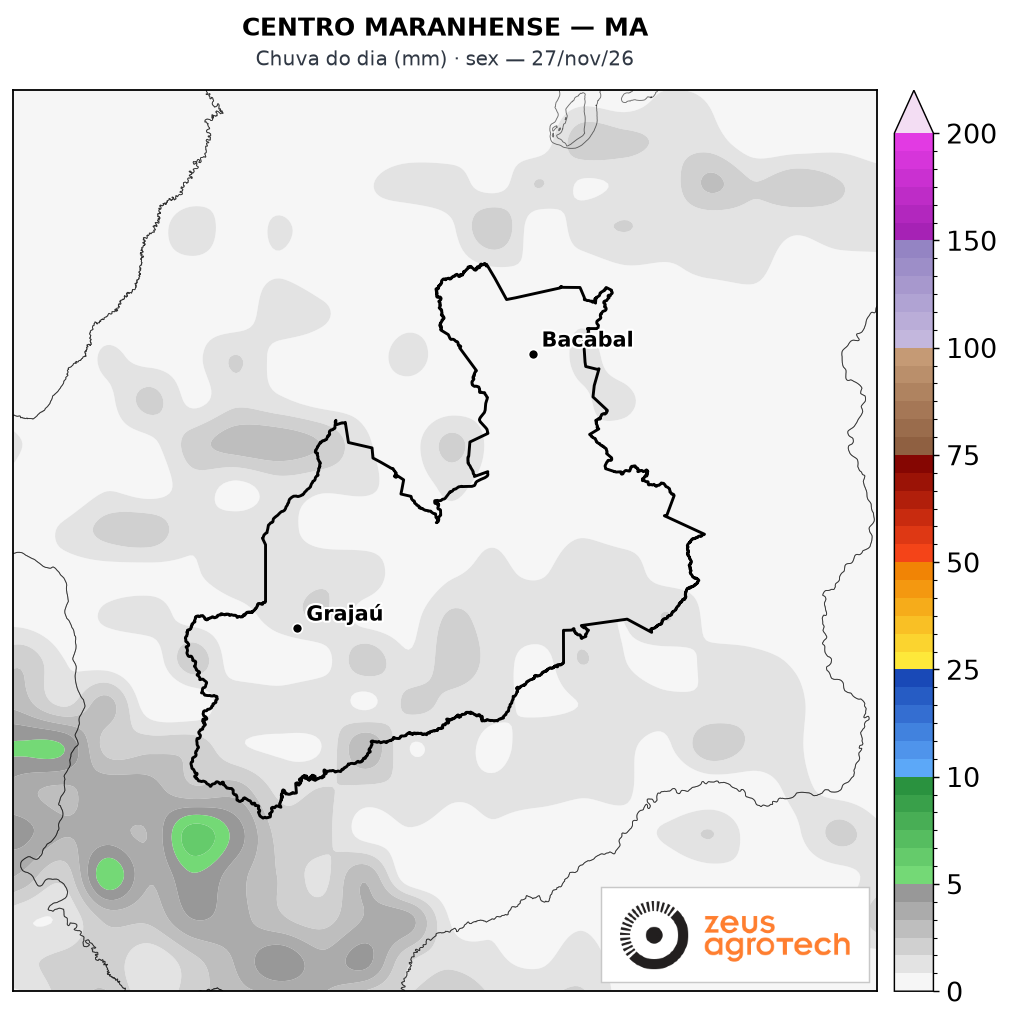 CENTRO MARANHENSE — MA
Chuva do dia (mm) · sex — 27/nov/26
200
150
100
75
50
25
10
5
0
Bacabal
Grajaú
zeus
agrotech